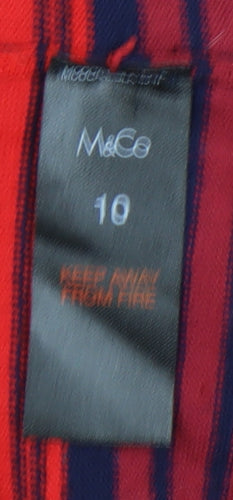 M&Co
10
KEEP AWAY
FROM FIRE